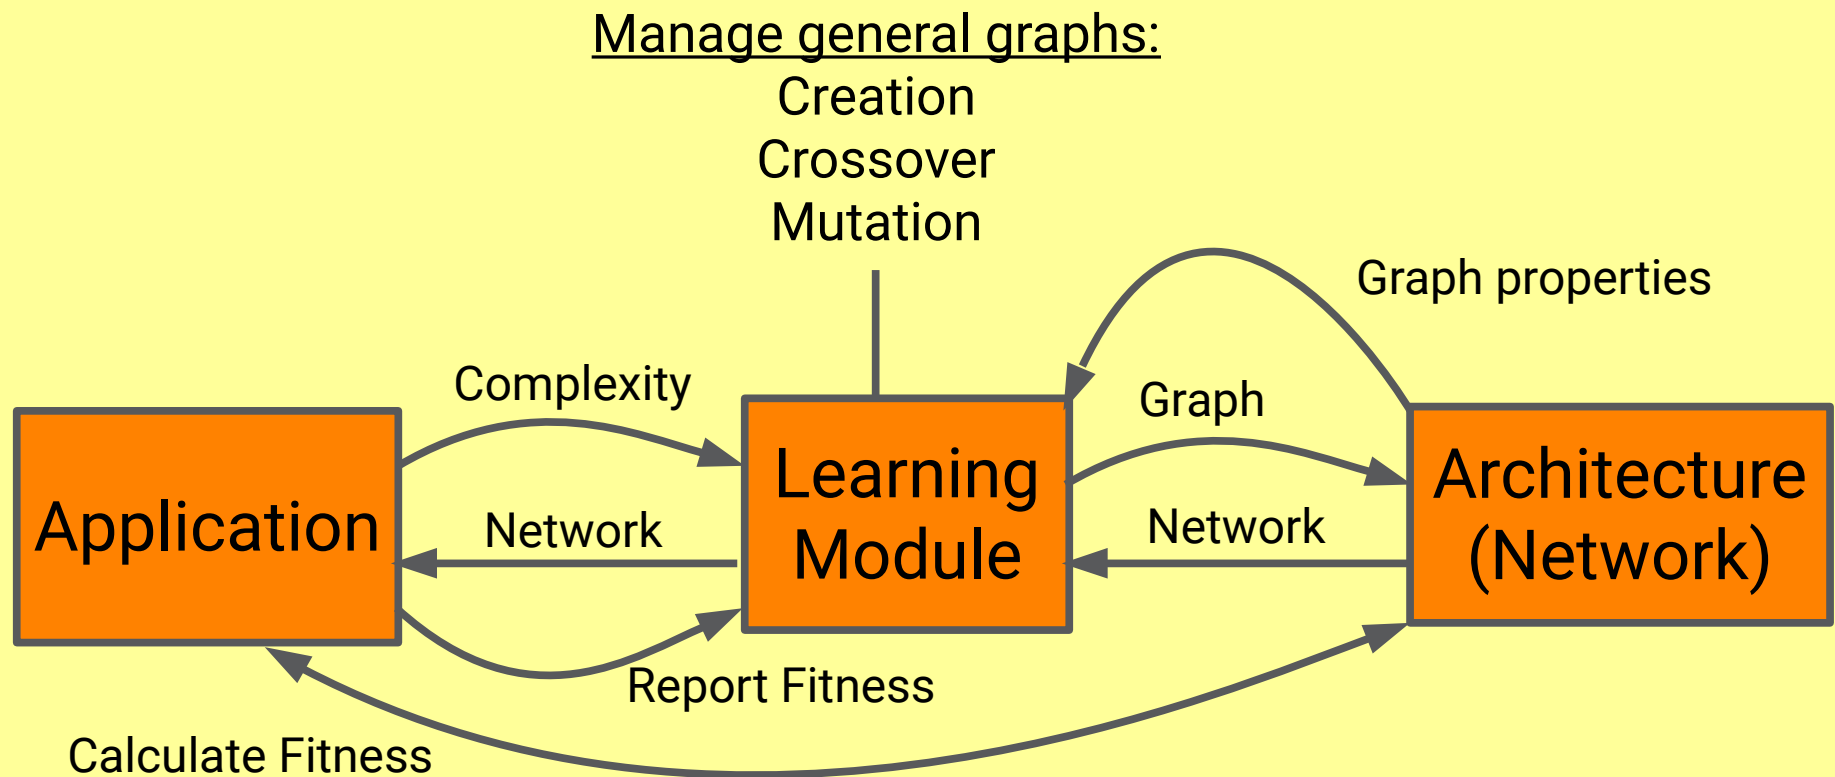 Manage general graphs:
Creation
Crossover
Mutation
Graph properties
Complexity
Graph
Application
Learning
Module
Architecture
(Network)
Network
Network
Report Fitness
Calculate Fitness